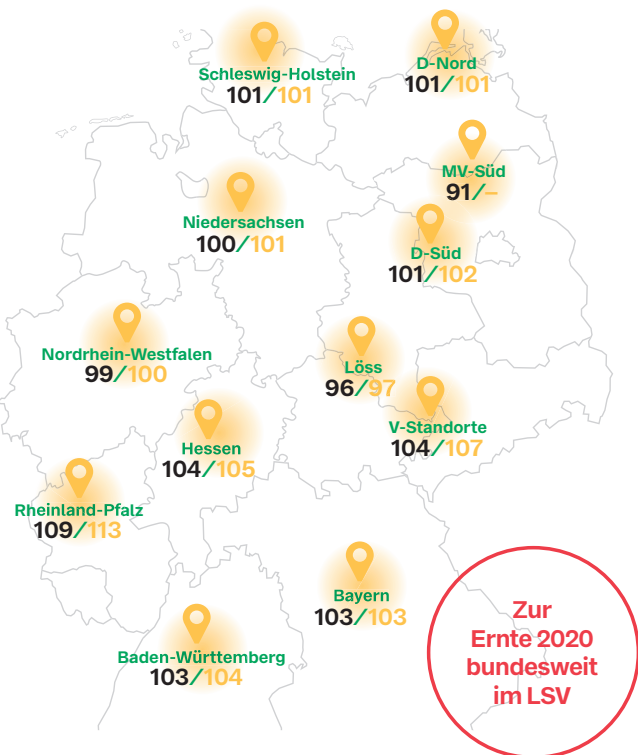 Schleswig-Holstein
101/101
D-Nord
101/101
MV-Süd
91/–
Niedersachsen
100/101
D-Süd
101/102
Nordrhein-Westfalen
99/100
Löss
96/97
V-Standorte
104/107
Hessen
104/105
Rheinland-Pfalz
109/113
Bayern
103/103
Baden-Württemberg
103/104
Zur
Ernte 2020
bundesweit
im LSV